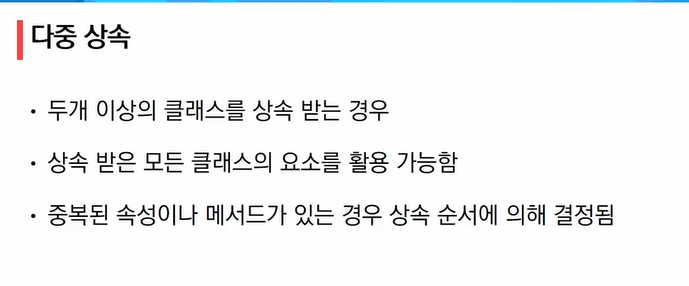 다중 상속
• 두개 이상의 클래스를 상속 받는 경우
• 상속 받은 모든 클래스의 요소를 활용 가능함
• 중복된 속성이나 메서드가 있는 경우 상속 순서에 의해 결정됨